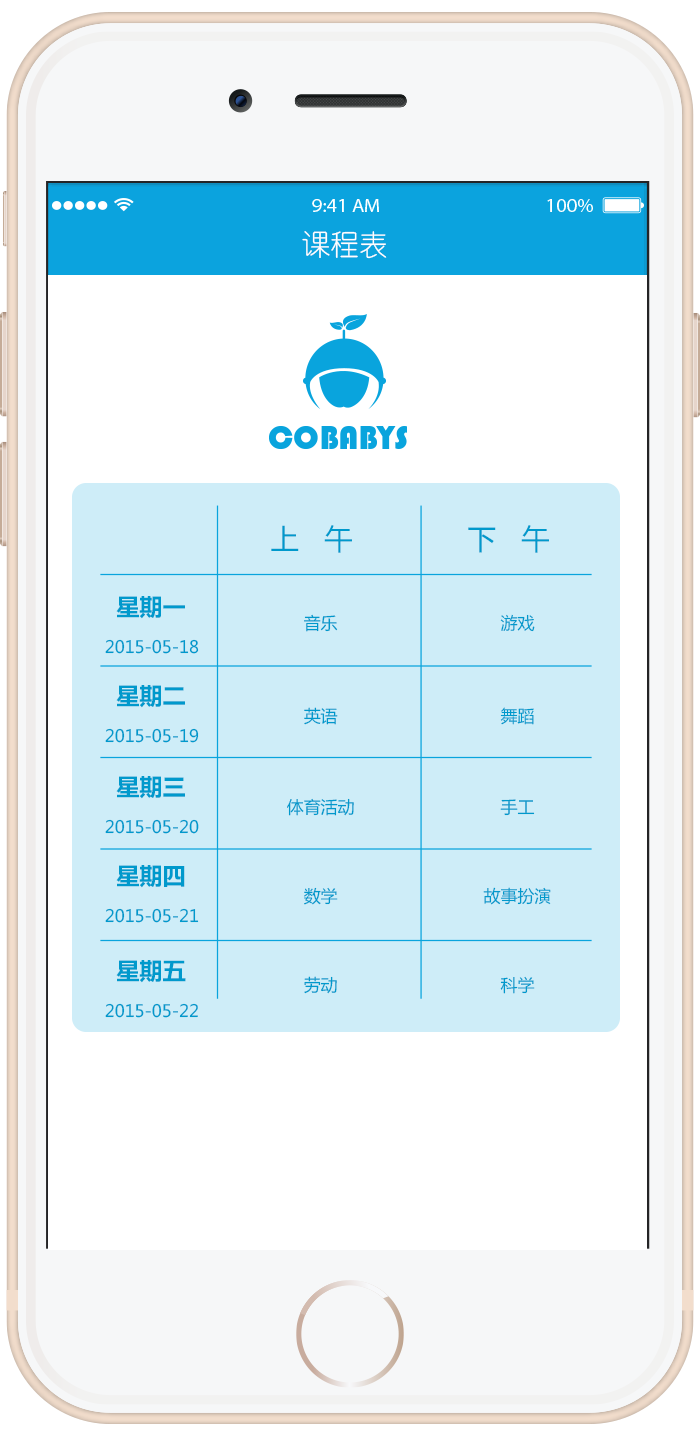 9:41 AM 100%
课程表
COBABYS
上 午 下 午
星期一
音乐 游戏
2015-05-18
星期二
英语 舞蹈
2015-05-19
星期三
体育活动 手工
2015-05-20
星期四
数学 故事扮演
2015-05-21
星期五
劳动 科学
2015-05-22